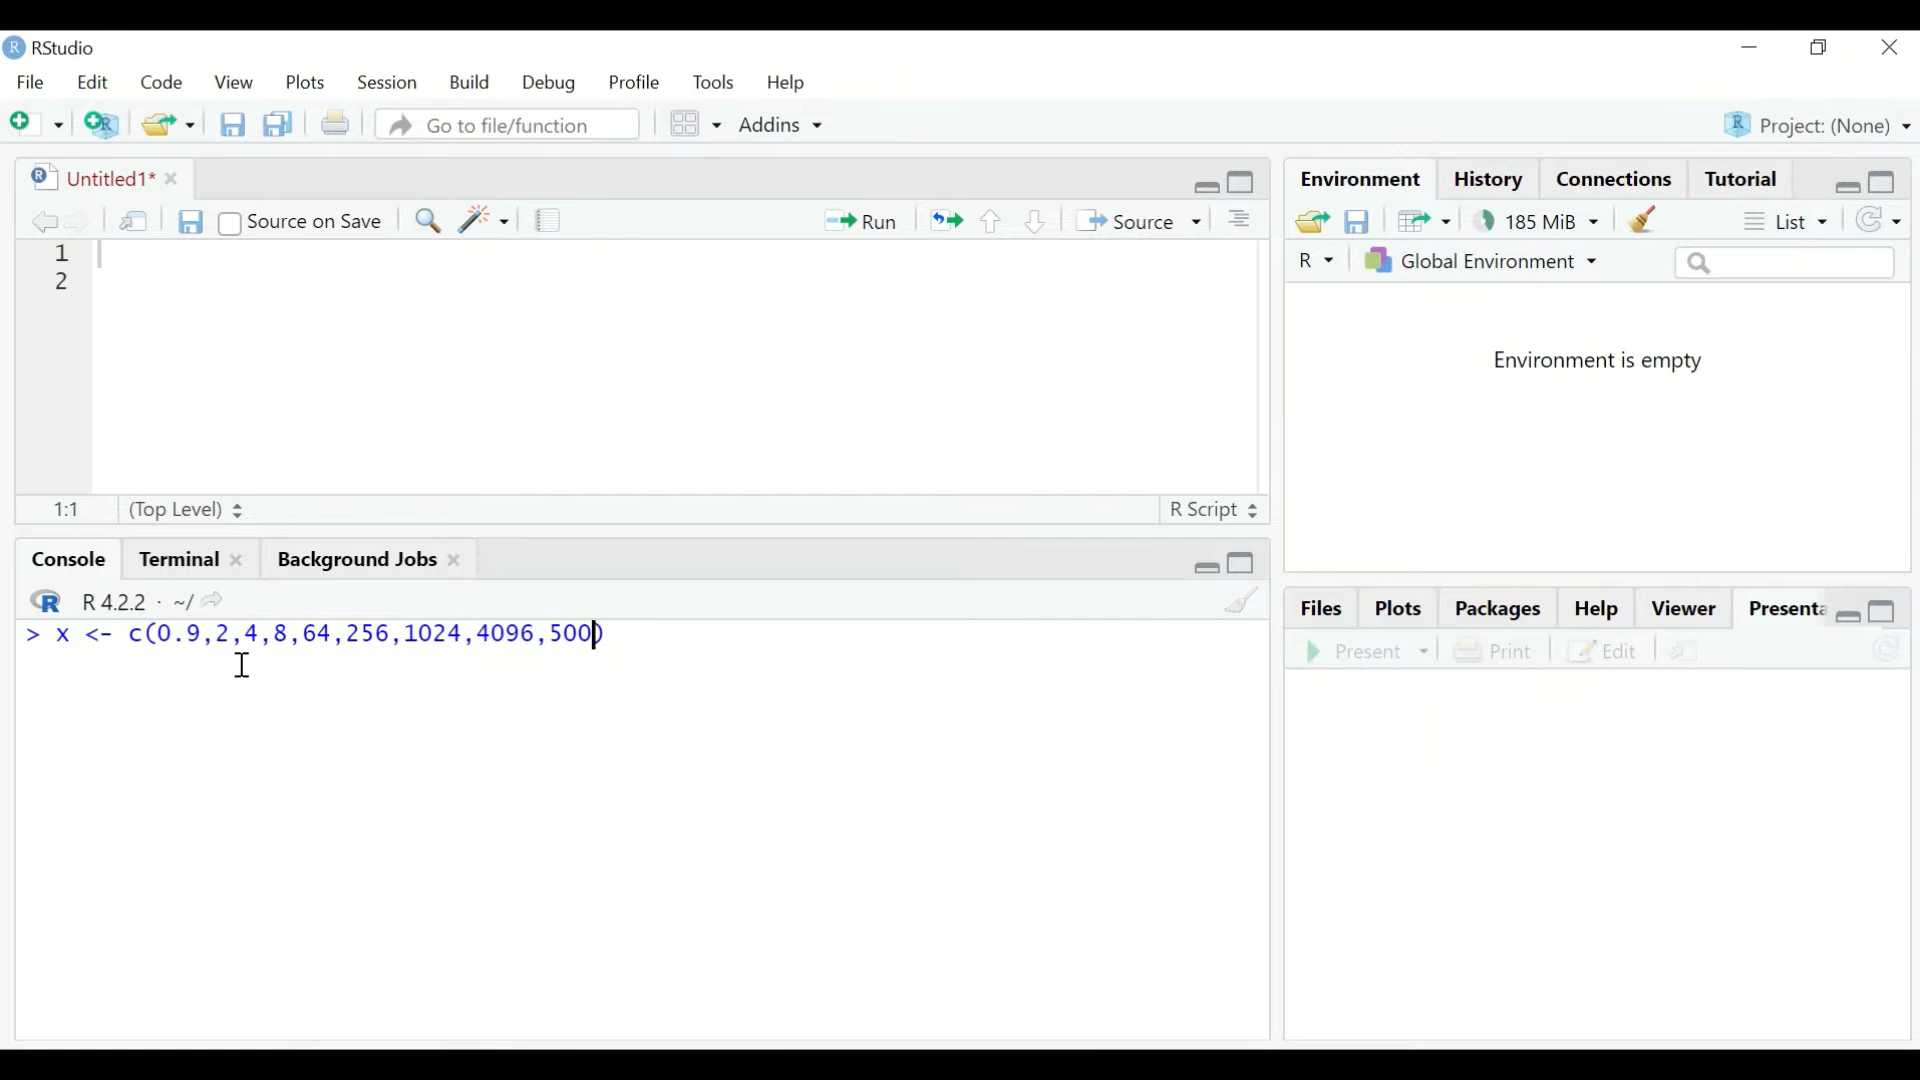 RStudio
File Edit Code View Plots Session Build Debug Profile Tools Help
Go to file/function Addins Project: (None)
Untitled1*
Source on Save Run Source
1
2
1:1 (Top Level) R Script
Console Terminal Background Jobs
R 4.2.2 · ~/
> x <- c(0.9,2,4,8,64,256,1024,4096,500)
Environment History Connections Tutorial
185 MiB List
R Global Environment
Environment is empty
Files Plots Packages Help Viewer Presenta
Present Print Edit